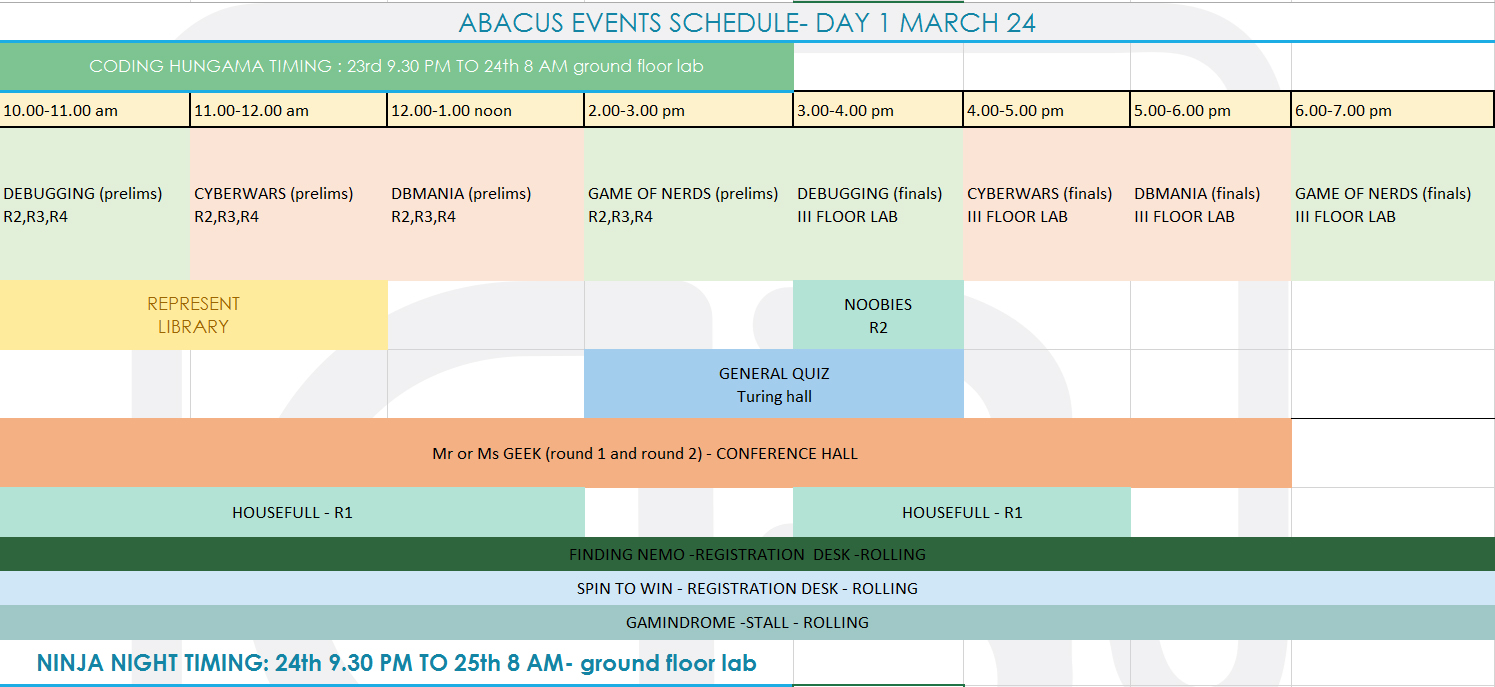 ABACUS EVENTS SCHEDULE- DAY 1 MARCH 24
CODING HUNGAMA TIMING : 23rd 9.30 PM TO 24th 8 AM ground floor lab
10.00-11.00 am
11.00-12.00 am
12.00-1.00 noon
2.00-3.00 pm
3.00-4.00 pm
4.00-5.00 pm
5.00-6.00 pm
6.00-7.00 pm
DEBUGGING (prelims)
R2,R3,R4
CYBERWARS (prelims)
R2,R3,R4
DBMANIA (prelims)
R2,R3,R4
GAME OF NERDS (prelims)
R2,R3,R4
DEBUGGING (finals)
III FLOOR LAB
CYBERWARS (finals)
III FLOOR LAB
DBMANIA (finals)
III FLOOR LAB
GAME OF NERDS (finals)
III FLOOR LAB
REPRESENT
LIBRARY
NOOBIES
R2
GENERAL QUIZ
Turing hall
Mr or Ms GEEK (round 1 and round 2) - CONFERENCE HALL
HOUSEFULL - R1
HOUSEFULL - R1
FINDING NEMO -REGISTRATION DESK -ROLLING
SPIN TO WIN - REGISTRATION DESK - ROLLING
GAMINDROME -STALL - ROLLING
NINJA NIGHT TIMING: 24th 9.30 PM TO 25th 8 AM- ground floor lab